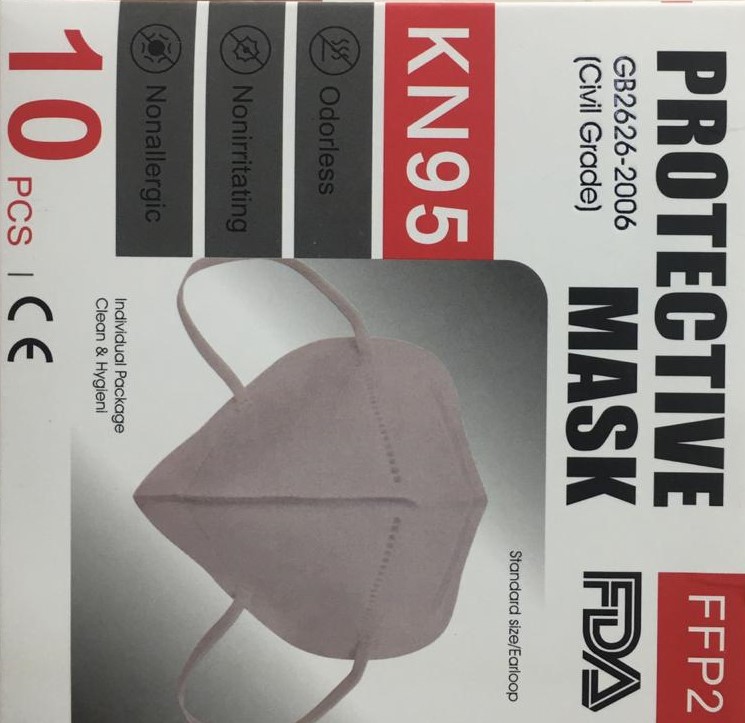 PROTECTIVE
MASK
FFP2
GB2626-2006
(Civil Grade)
FDA
Standard size/Earloop
KN95
Odorless
Nonirritating
Nonallergic
Individual Package
Clean & Hygieni
10 PCS | CE